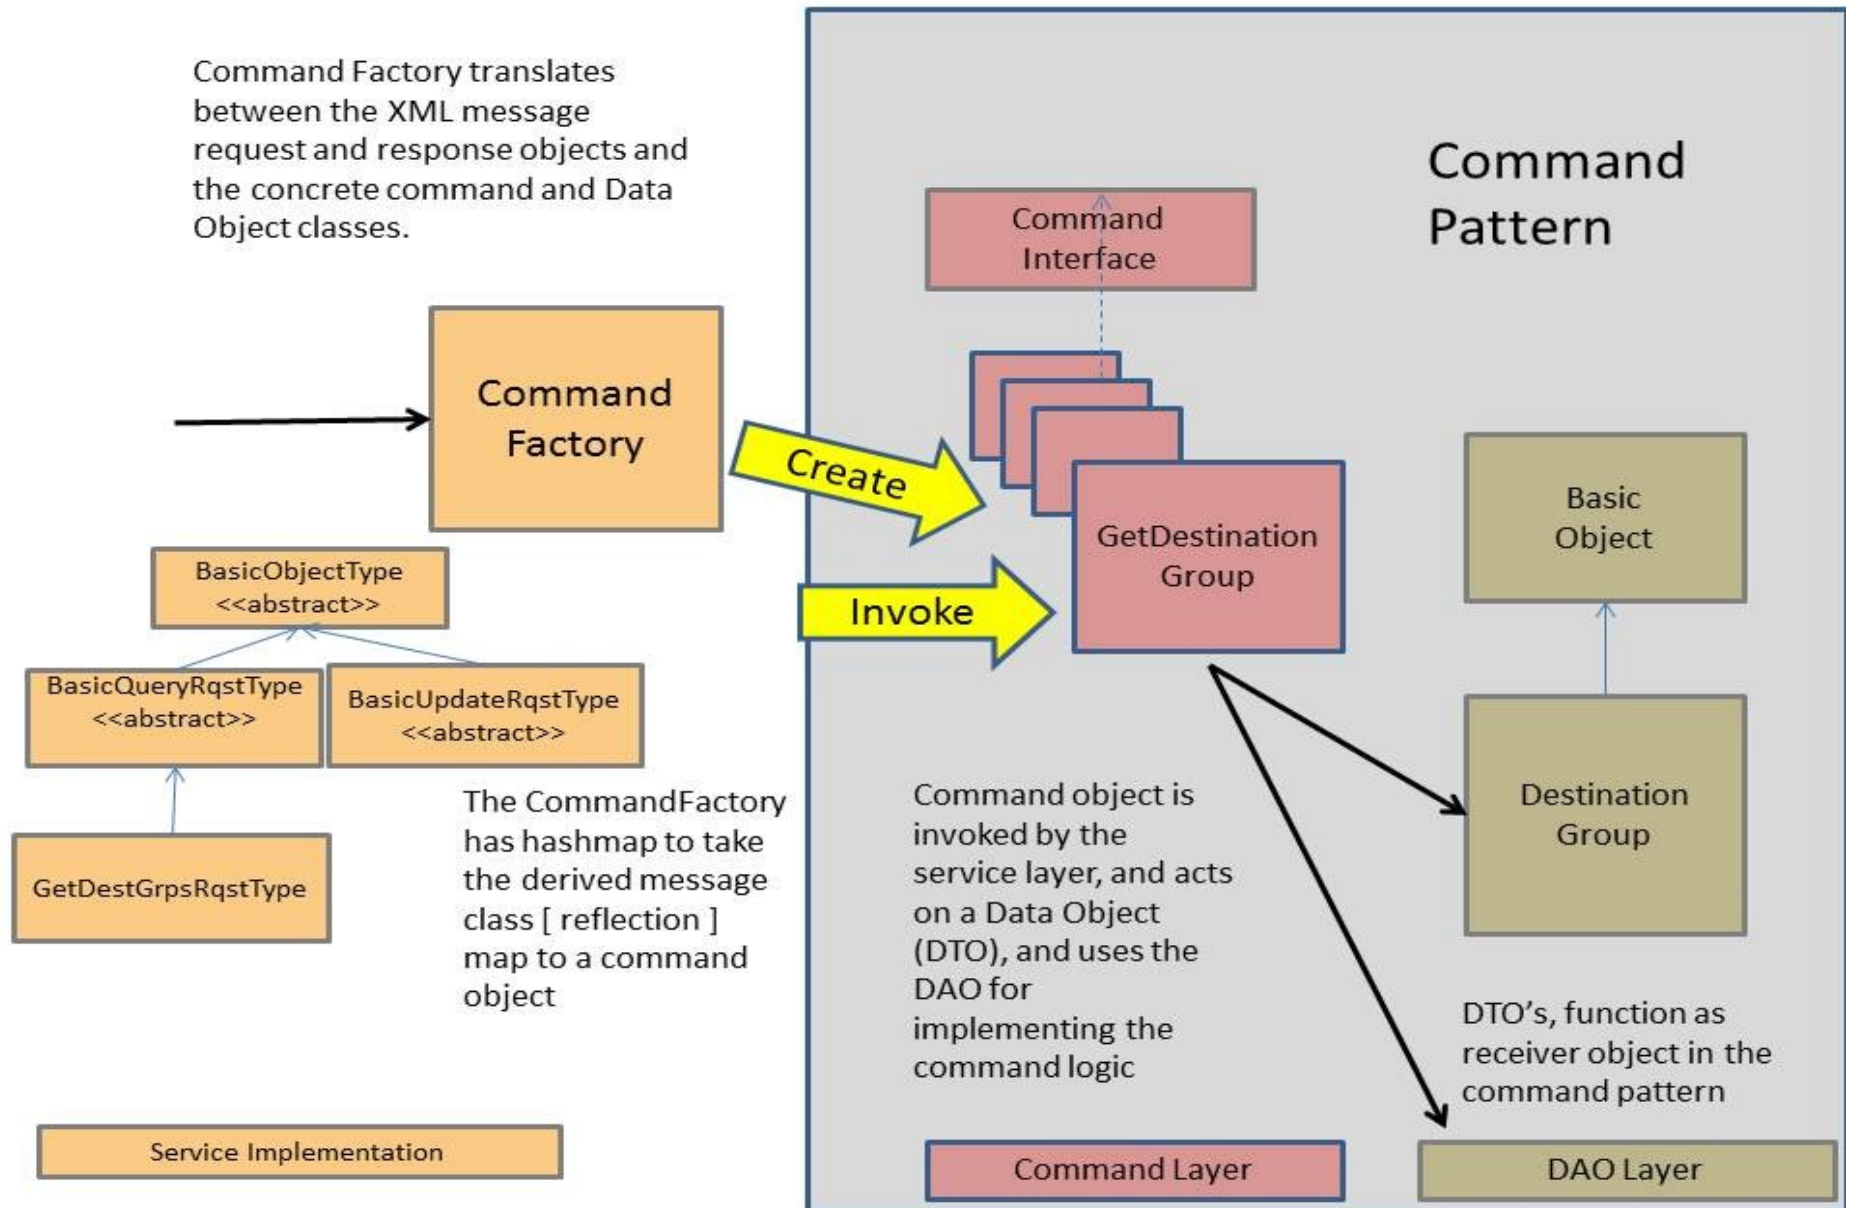 Command Factory translates
between the XML message
request and response objects and
the concrete command and Data
Object classes.
Command
Pattern
Command
Interface
Command
Factory
Create
Invoke
GetDestination
Group
Basic
Object
BasicObjectType
<<abstract>>
BasicQueryRqstType
<<abstract>>
BasicUpdateRqstType
<<abstract>>
GetDestGrpsRqstType
The CommandFactory
has hashmap to take
the derived message
class [ reflection ]
map to a command
object
Command object is
invoked by the
service layer, and acts
on a Data Object
(DTO), and uses the
DAO for
implementing the
command logic
Destination
Group
DTO’s, function as
receiver object in the
command pattern
Service Implementation
Command Layer
DAO Layer